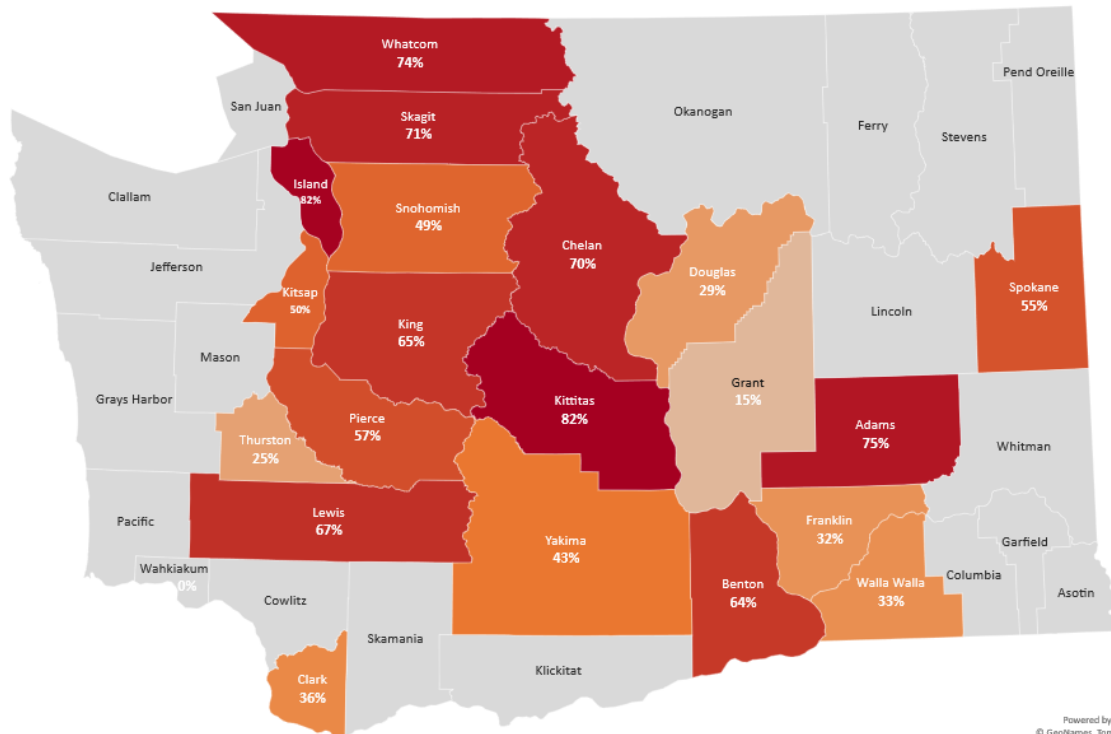 Whatcom
74%
Pend Oreille
San Juan
Okanogan
Skagit
71%
Ferry
Stevens
Island
82%
Clallam
Snohomish
49%
Chelan
70%
Jefferson
Douglas
29%
Kitsap
50%
Spokane
55%
Lincoln
King
65%
Mason
Grays Harbor
Kittitas
82%
Grant
15%
Pierce
57%
Adams
75%
Thurston
25%
Whitman
Lewis
67%
Pacific
Franklin
32%
Yakima
43%
Garfield
Wahkiakum
0%
Benton
64%
Walla Walla
33%
Columbia
Asotin
Cowlitz
Skamania
Klickitat
Clark
36%
Powered by
© GeoNames, Tom